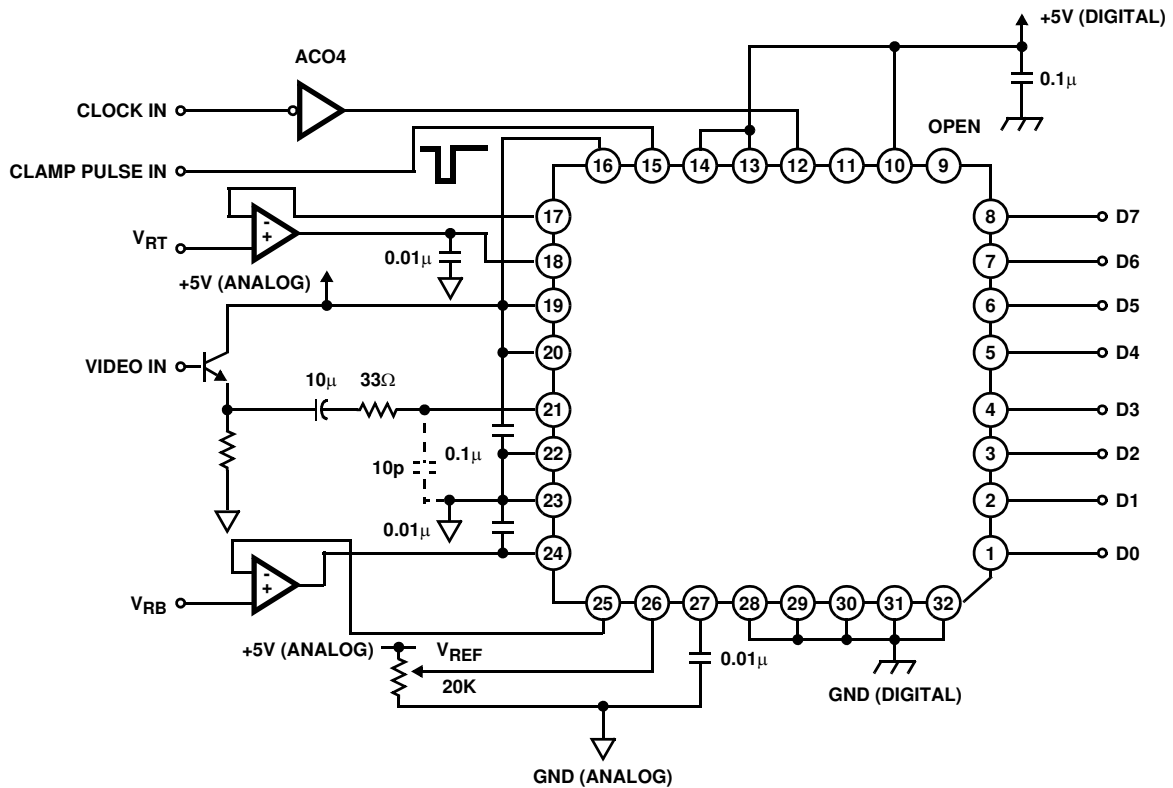 +5V (DIGITAL)
ACO4
0.1μ
CLOCK IN
OPEN
CLAMP PULSE IN
16 15 14 13 12 11 10 9
-
+
VRT
17
8
D7
0.01μ
18
7
D6
+5V (ANALOG)
19
6
D5
VIDEO IN
20
5
D4
10μ
33Ω
21
4
D3
10p
0.1μ
22
3
D2
23
2
D1
0.01μ
24
1
D0
-
+
VRB
25 26 27 28 29 30 31 32
+5V (ANALOG)
VREF
20K
0.01μ
GND (DIGITAL)
GND (ANALOG)